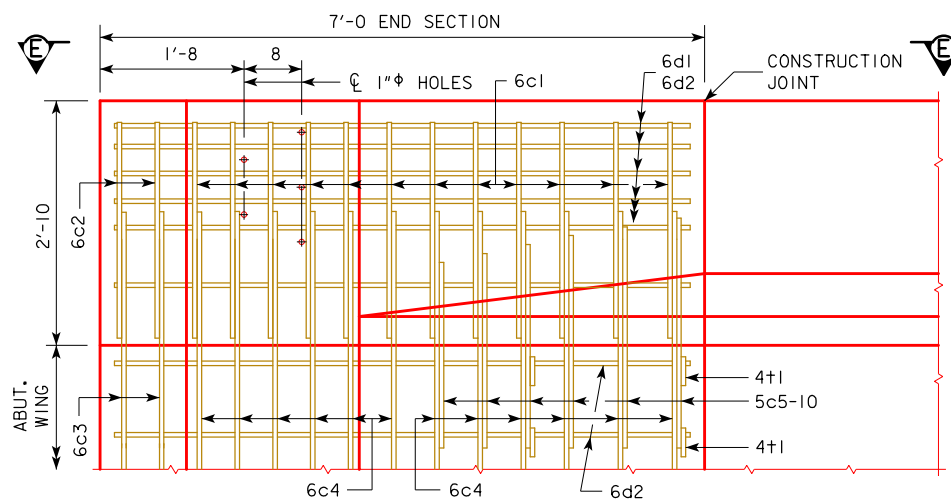 7'-0 END SECTION
E
E
1'-8
8
℄ 1"ϕ HOLES
6c1
6d1
6d2
CONSTRUCTION
JOINT
2'-10
6c2
ABUT.
WING
6c3
4t1
5c5-10
4t1
6c4
6c4
6d2